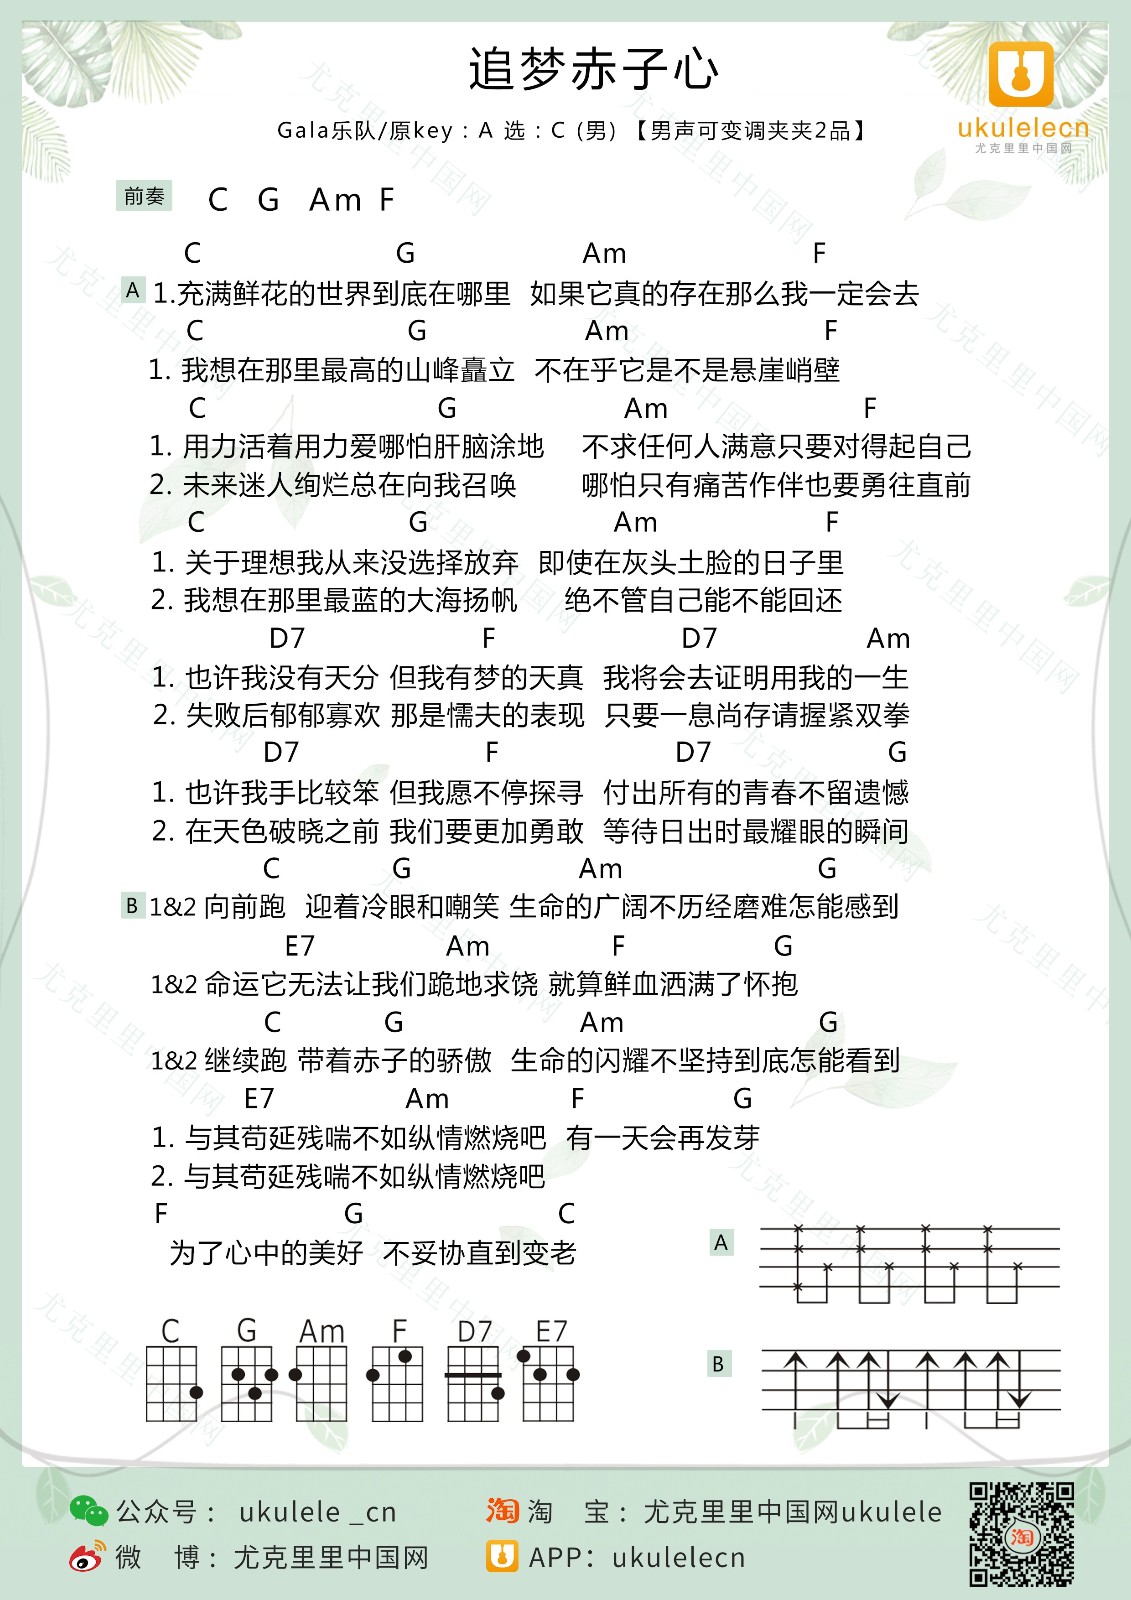 追梦赤子心
Gala乐队/原key：A 选：C (男) 【男声可变调夹夹2品】
ukulelecn
尤克里里中国网
前奏 C G Am F
C G Am F
A 1.充满鲜花的世界到底在哪里 如果它真的存在那么我一定会去
C G Am F
1. 我想在那里最高的山峰矗立 不在乎它是不是悬崖峭壁
C G Am F
1. 用力活着用力爱哪怕肝脑涂地 不求任何人满意只要对得起自己
2. 未来迷人绚烂总在向我召唤 哪怕只有痛苦作伴也要勇往直前
C G Am F
1. 关于理想我从来没选择放弃 即使在灰头土脸的日子里
2. 我想在那里最蓝的大海扬帆 绝不管自己能不能回还
D7 F D7 Am
1. 也许我没有天分 但我有梦的天真 我将会去证明用我的一生
2. 失败后郁郁寡欢 那是懦夫的表现 只要一息尚存请握紧双拳
D7 F D7 G
1. 也许我手比较笨 但我愿不停探寻 付出所有的青春不留遗憾
2. 在天色破晓之前 我们要更加勇敢 等待日出时最耀眼的瞬间
C G Am G
B 1&2 向前跑 迎着冷眼和嘲笑 生命的广阔不历经磨难怎能感到
E7 Am F G
1&2 命运它无法让我们跪地求饶 就算鲜血洒满了怀抱
C G Am G
1&2 继续跑 带着赤子的骄傲 生命的闪耀不坚持到底怎能看到
E7 Am F G
1. 与其苟延残喘不如纵情燃烧吧 有一天会再发芽
2. 与其苟延残喘不如纵情燃烧吧
F G C
为了心中的美好 不妥协直到变老
A
B
C G Am F D7 E7
公众号： ukulele _cn
淘 淘 宝：尤克里里中国网ukulele
微 博：尤克里里中国网
APP：ukulelecn
淘